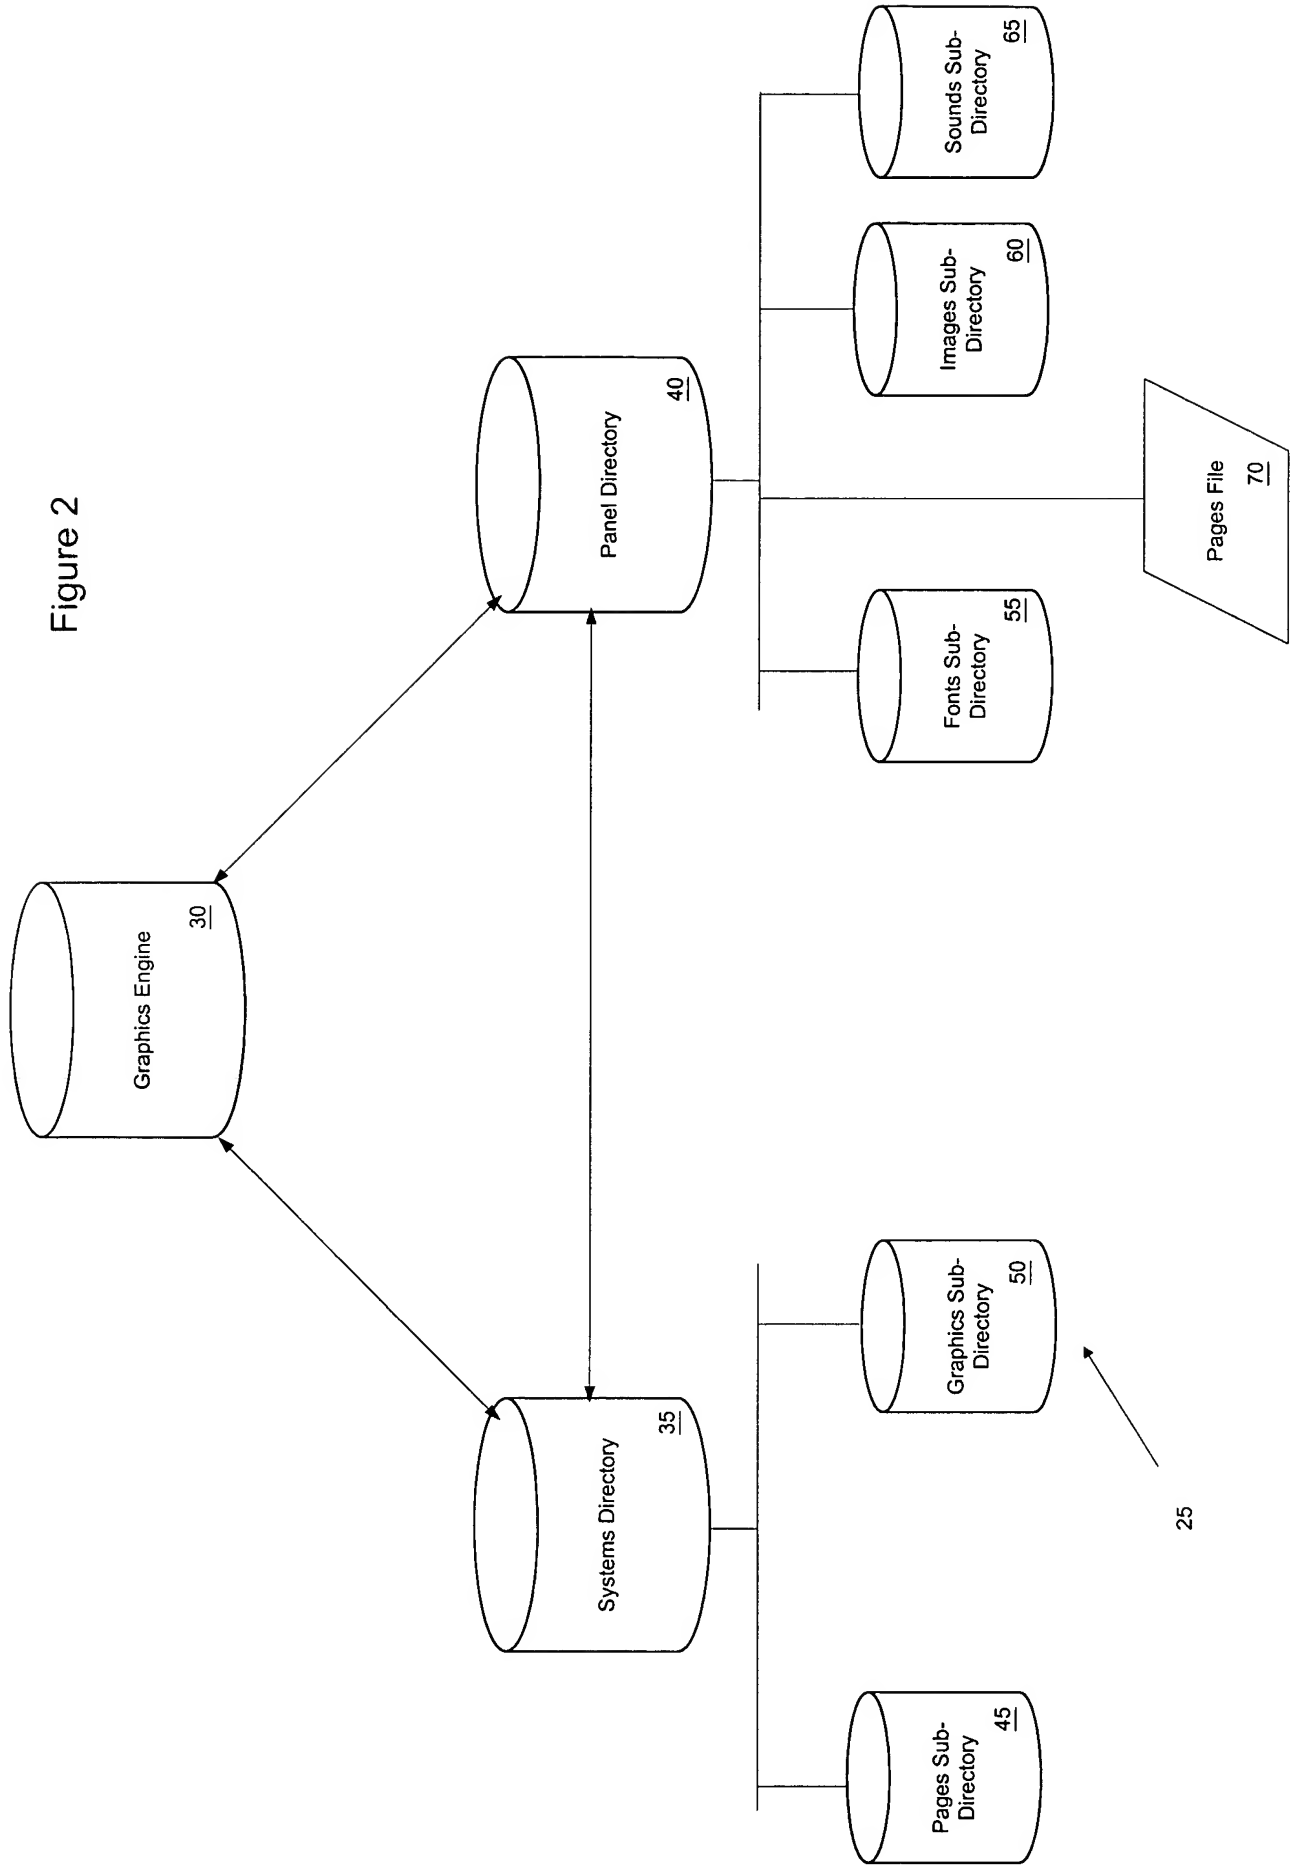 Figure 2
Graphics Engine
30
Systems Directory
35
Panel Directory
40
Pages Sub-
Directory
45
Graphics Sub-
Directory
50
Fonts Sub-
Directory
55
Images Sub-
Directory
60
Sounds Sub-
Directory
65
Pages File
70
25